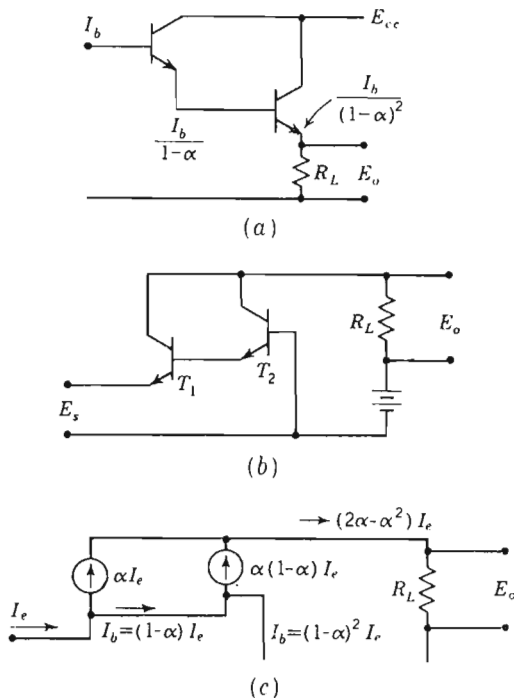 I_b
E_cc
I_b/(1-α)
I_b/(1-α)^2
R_L
E_o
(a)
R_L
E_o
T_1
T_2
E_s
(b)
→ (2α-α^2) I_e
αI_e
α(1-α) I_e
I_e
I_b=(1-α) I_e
I_b=(1-α)^2 I_e
R_L
E_o
(c)